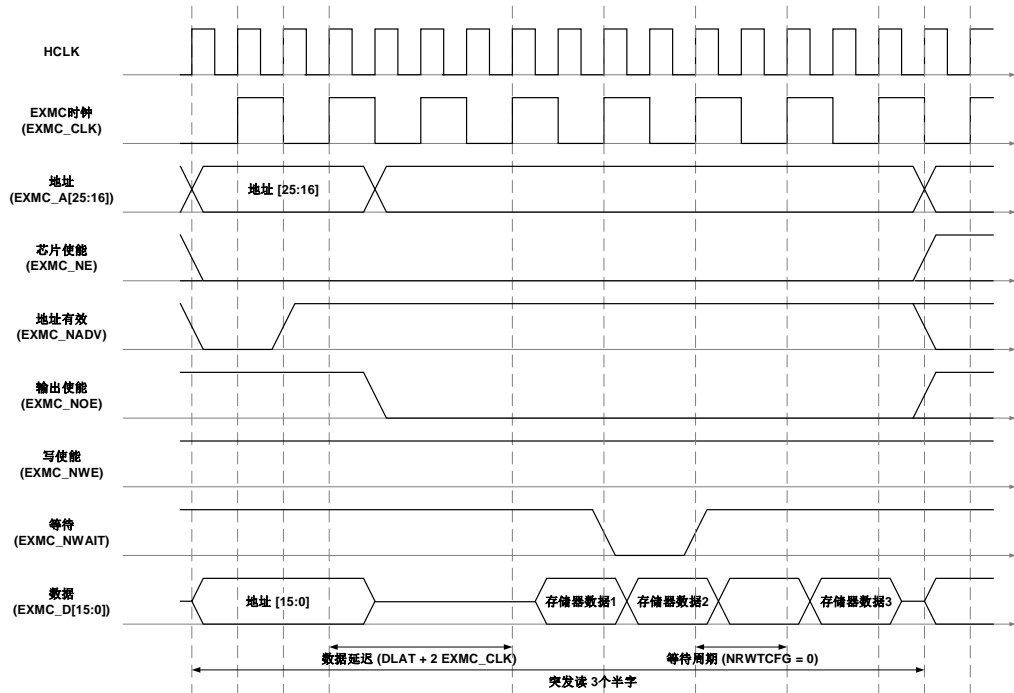 HCLK
EXMC时钟
(EXMC_CLK)
地址
(EXMC_A[25:16])
地址 [25:16]
芯片使能
(EXMC_NE)
地址有效
(EXMC_NADV)
输出使能
(EXMC_NOE)
写使能
(EXMC_NWE)
等待
(EXMC_NWAIT)
数据
(EXMC_D[15:0])
地址 [15:0]
存储器数据1
存储器数据2
存储器数据3
数据延迟 (DLAT + 2 EXMC_CLK)
等待周期 (NRWTCFG = 0)
突发读 3个半字